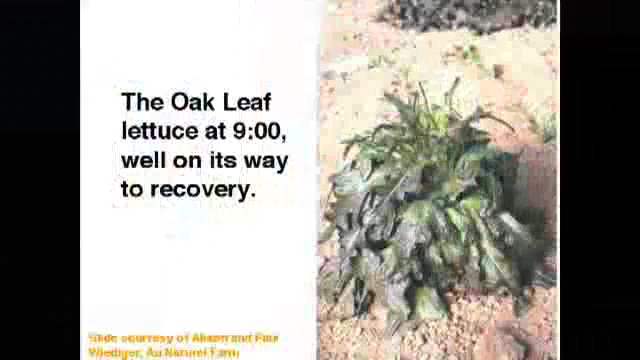 The Oak Leaf
lettuce at 9:00,
well on its way
to recovery.
Slide courtesy of Alison and Paul
Wiediger, Au Naturel Farm